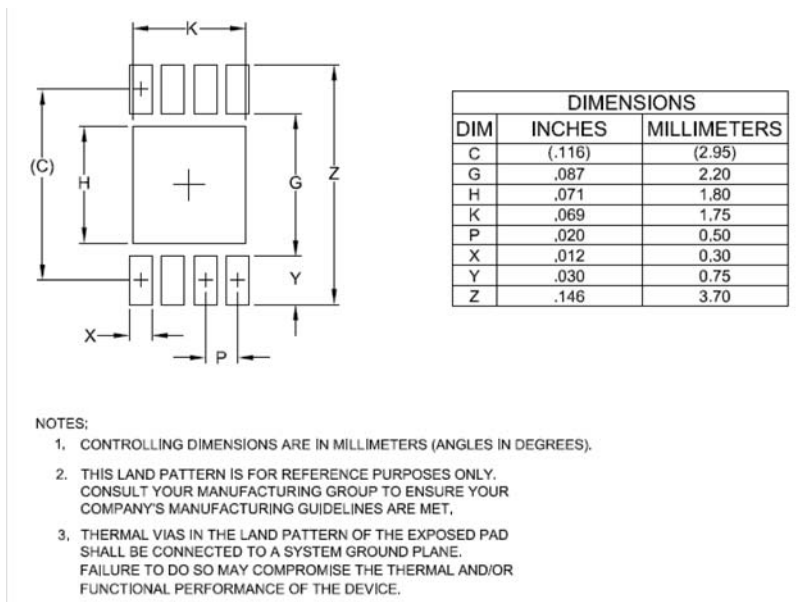 K
(C)
H
G
Z
Y
X
P
DIMENSIONS
DIM INCHES MILLIMETERS
C (.116) (2.95)
G .087 2.20
H .071 1.80
K .069 1.75
P .020 0.50
X .012 0.30
Y .030 0.75
Z .146 3.70
NOTES:
1. CONTROLLING DIMENSIONS ARE IN MILLIMETERS (ANGLES IN DEGREES).
2. THIS LAND PATTERN IS FOR REFERENCE PURPOSES ONLY.
CONSULT YOUR MANUFACTURING GROUP TO ENSURE YOUR
COMPANY'S MANUFACTURING GUIDELINES ARE MET.
3. THERMAL VIAS IN THE LAND PATTERN OF THE EXPOSED PAD
SHALL BE CONNECTED TO A SYSTEM GROUND PLANE.
FAILURE TO DO SO MAY COMPROMISE THE THERMAL AND/OR
FUNCTIONAL PERFORMANCE OF THE DEVICE.